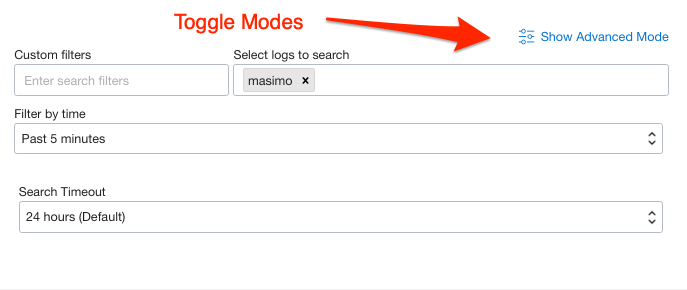 Toggle Modes
Show Advanced Mode
Custom filters
Select logs to search
Enter search filters
masimo x
Filter by time
Past 5 minutes
Search Timeout
24 hours (Default)